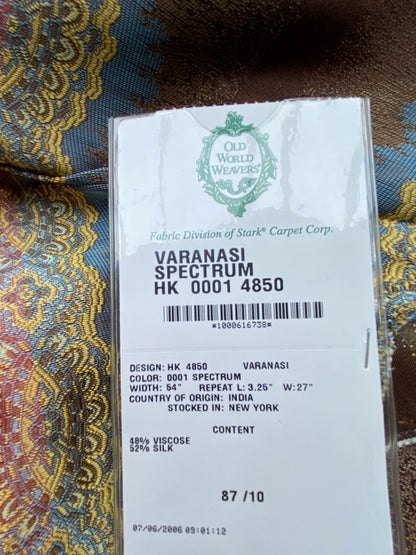 OLD
WORLD
WEAVERS®
Fabric Division of Stark® Carpet Corp.
VARANASI
SPECTRUM
HK 0001 4850
*1000616738*
DESIGN: HK 4850 VARANASI
COLOR: 0001 SPECTRUM
WIDTH: 54" REPEAT L: 3.25" W:27"
COUNTRY OF ORIGIN: INDIA
STOCKED IN: NEW YORK
CONTENT
48% VISCOSE
52% SILK
87 /10
07/06/2006 09:01:12